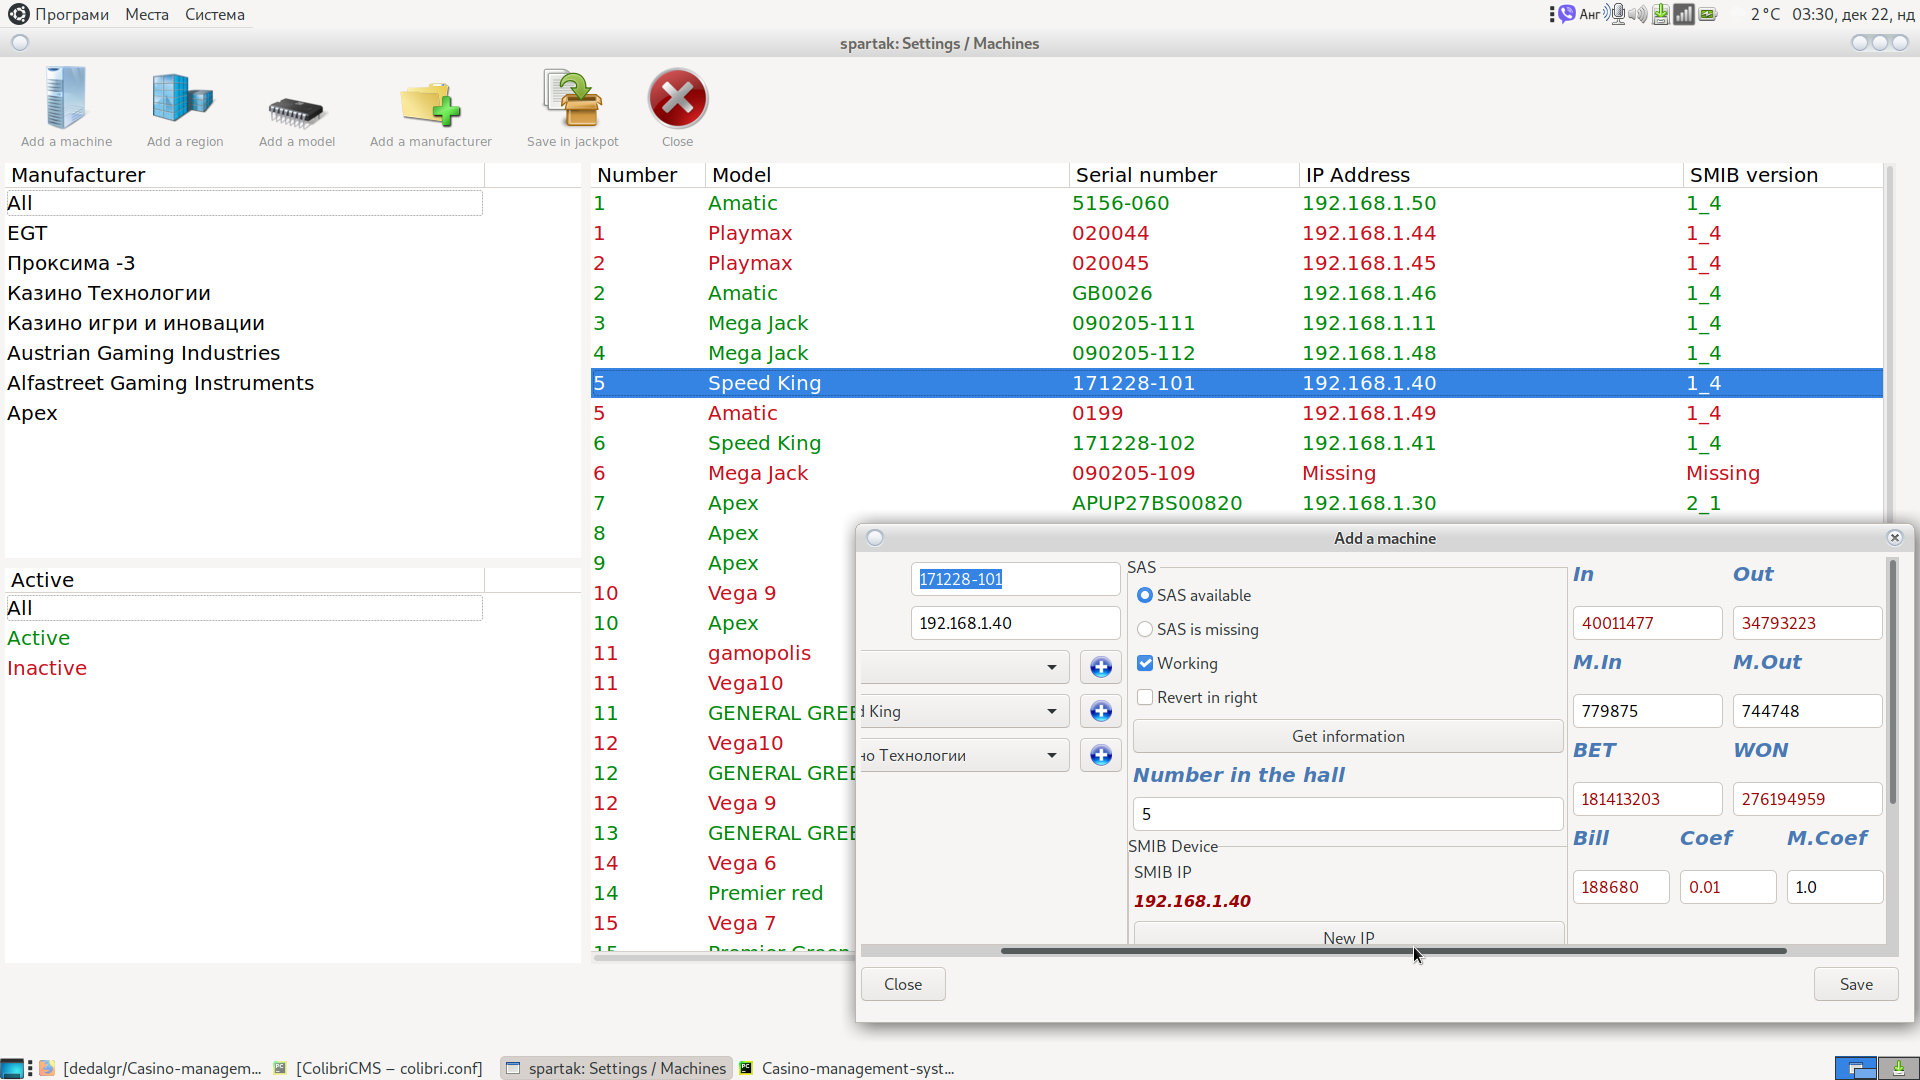 Програми Места Система
Анг 2 °C 03:30, дек 22, нд
spartak: Settings / Machines
Add a machine Add a region Add a model Add a manufacturer Save in jackpot Close
Manufacturer
All
EGT
Проксима -3
Казино Технологии
Казино игри и иновации
Austrian Gaming Industries
Alfastreet Gaming Instruments
Apex
Active
All
Active
Inactive
Number Model Serial number IP Address SMIB version
1 Amatic 5156-060 192.168.1.50 1_4
1 Playmax 020044 192.168.1.44 1_4
2 Playmax 020045 192.168.1.45 1_4
2 Amatic GB0026 192.168.1.46 1_4
3 Mega Jack 090205-111 192.168.1.11 1_4
4 Mega Jack 090205-112 192.168.1.48 1_4
5 Speed King 171228-101 192.168.1.40 1_4
5 Amatic 0199 192.168.1.49 1_4
6 Speed King 171228-102 192.168.1.41 1_4
6 Mega Jack 090205-109 Missing Missing
7 Apex APUP27BS00820 192.168.1.30 2_1
8 Apex
9 Apex
10 Vega 9
10 Apex
11 gamopolis
11 Vega10
11 GENERAL GREE
12 Vega10
12 GENERAL GREE
12 Vega 9
13 GENERAL GREE
14 Vega 6
14 Premier red
15 Vega 7
15 Premier Green
Add a machine
171228-101
192.168.1.40
d King
но Технологии
SAS
SAS available
SAS is missing
Working
Revert in right
Get information
Number in the hall
5
SMIB Device
SMIB IP
192.168.1.40
New IP
In Out
40011477 34793223
M.In M.Out
779875 744748
BET WON
181413203 276194959
Bill Coef M.Coef
188680 0.01 1.0
Close Save
[dedalgr/Casino-managem... [ColibriCMS – colibri.conf] spartak: Settings / Machines Casino-management-syst...